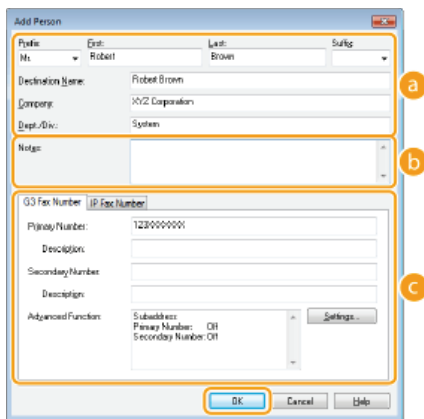 Add Person
Prefix: First: Last: Suffix
Mr. Robert Brown
Destination Name: Robert Brown
a
Company: XYZ Corporation
Dept./Div.: System
Notes:
b
G3 Fax Number IP Fax Number
Primary Number: 123XXXXXXX
Description:
Secondary Number:
Description:
c
Advanced Function: Subaddress:
Settings...
Primary Number: Off
Secondary Number: Off
OK Cancel Help